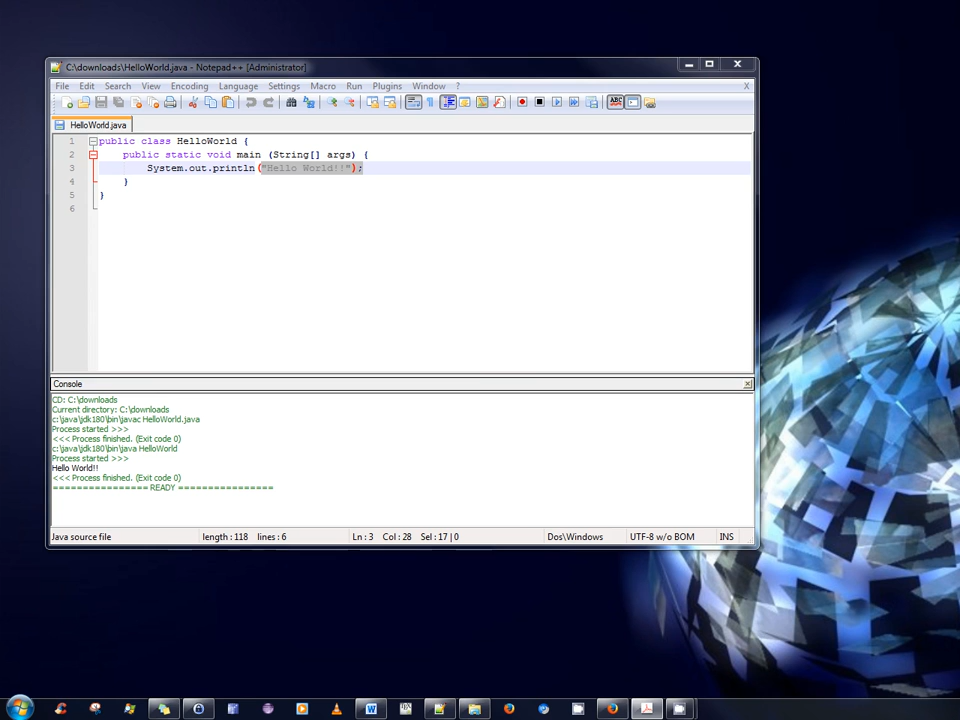 C:\downloads\HelloWorld.java - Notepad++ [Administrator]
File Edit Search View Encoding Language Settings Macro Run Plugins Window ? X
ABC
HelloWorld.java
1 public class HelloWorld {
2 public static void main (String[] args) {
3 System.out.println("Hello World!!");
4 }
5 }
6
Console
CD: C:\downloads
Current directory: C:\downloads
c:\java\jdk180\bin\javac HelloWorld.java
Process started >>>
<<< Process finished. (Exit code 0)
c:\java\jdk180\bin\java HelloWorld
Process started >>>
Hello World!!
<<< Process finished. (Exit code 0)
================ READY ================
Java source file length : 118 lines : 6 Ln : 3 Col : 28 Sel : 17 | 0 Dos\Windows UTF-8 w/o BOM INS